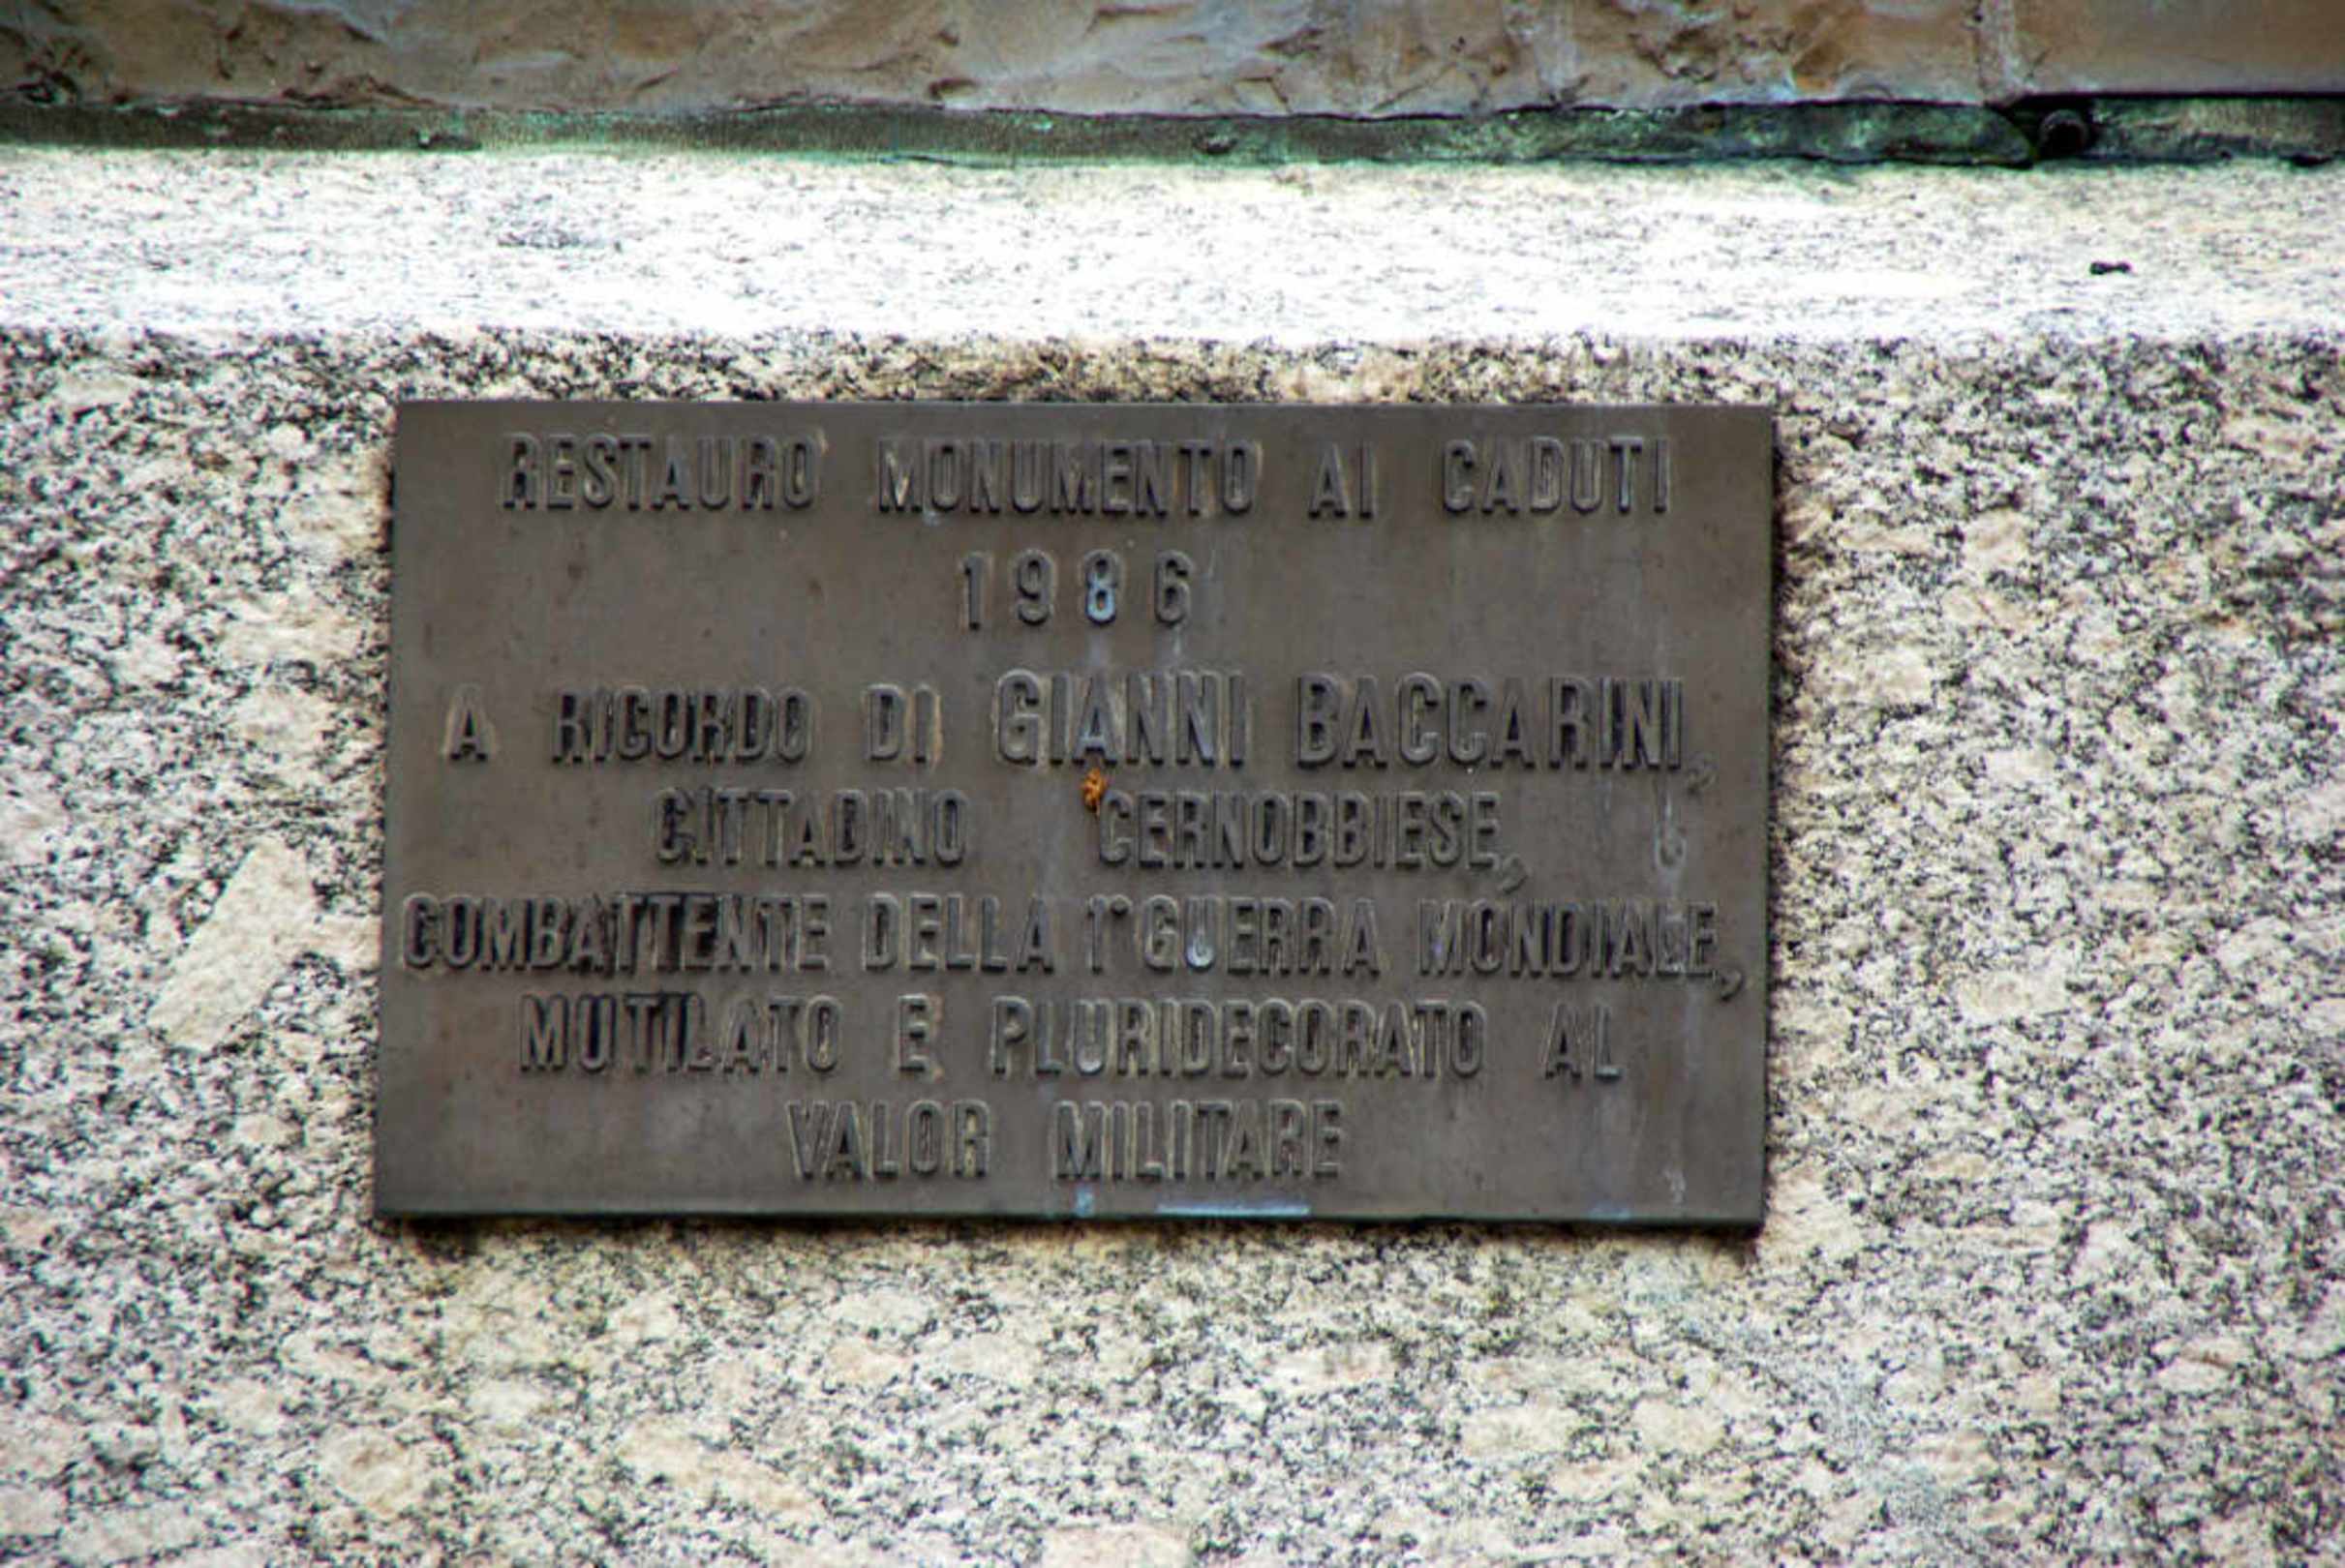 RESTAURO MONUMENTO AI CADUTI
1986
A RICORDO DI GIANNI BACCARINI,
CITTADINO CERNOBBIESE,
COMBATTENTE DELLA 1° GUERRA MONDIALE,
MUTILATO E PLURIDECORATO AL
VALOR MILITARE